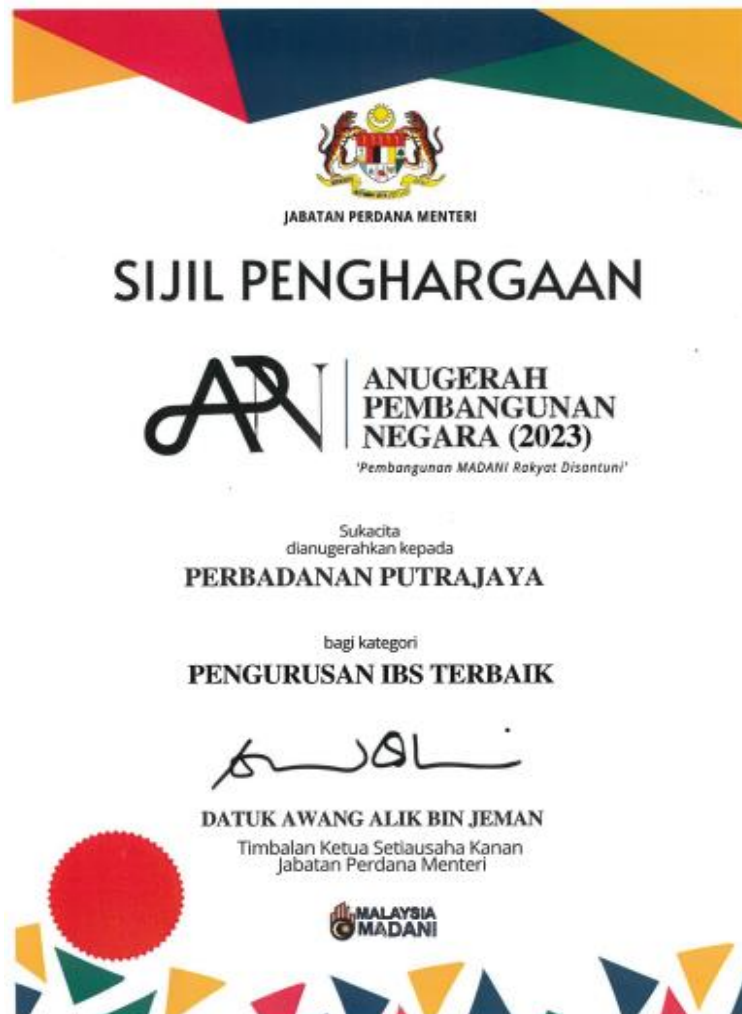 JABATAN PERDANA MENTERI
SIJIL PENGHARGAAN
APN
ANUGERAH
PEMBANGUNAN
NEGARA (2023)
'Pembangunan MADANI Rakyat Disantuni'
Sukacita
dianugerahkan kepada
PERBADANAN PUTRAJAYA
bagi kategori
PENGURUSAN IBS TERBAIK
DATUK AWANG ALIK BIN JEMAN
Timbalan Ketua Setiausaha Kanan
Jabatan Perdana Menteri
MALAYSIA
MADANI